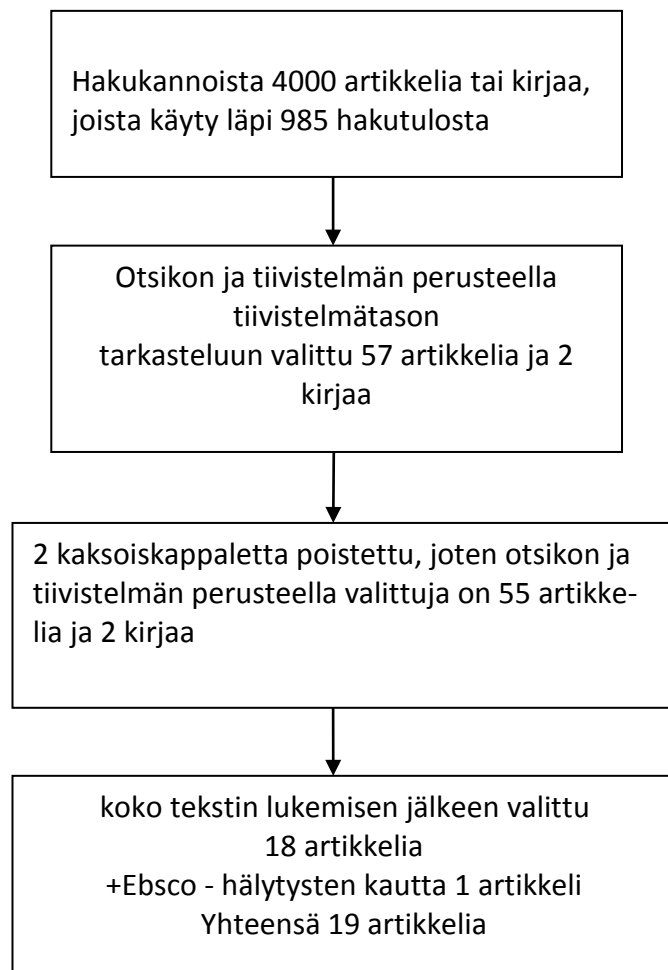 Hakukannoista 4000 artikkelia tai kirjaa,
joista käyty läpi 985 hakutulosta
Otsikon ja tiivistelmän perusteella
tiivistelmätason
tarkasteluun valittu 57 artikkelia ja 2
kirjaa
2 kaksoiskappaletta poistettu, joten otsikon ja
tiivistelmän perusteella valittuja on 55 artikke-
lia ja 2 kirjaa
koko tekstin lukemisen jälkeen valittu
18 artikkelia
+Ebsco - hälytysten kautta 1 artikkeli
Yhteensä 19 artikkelia